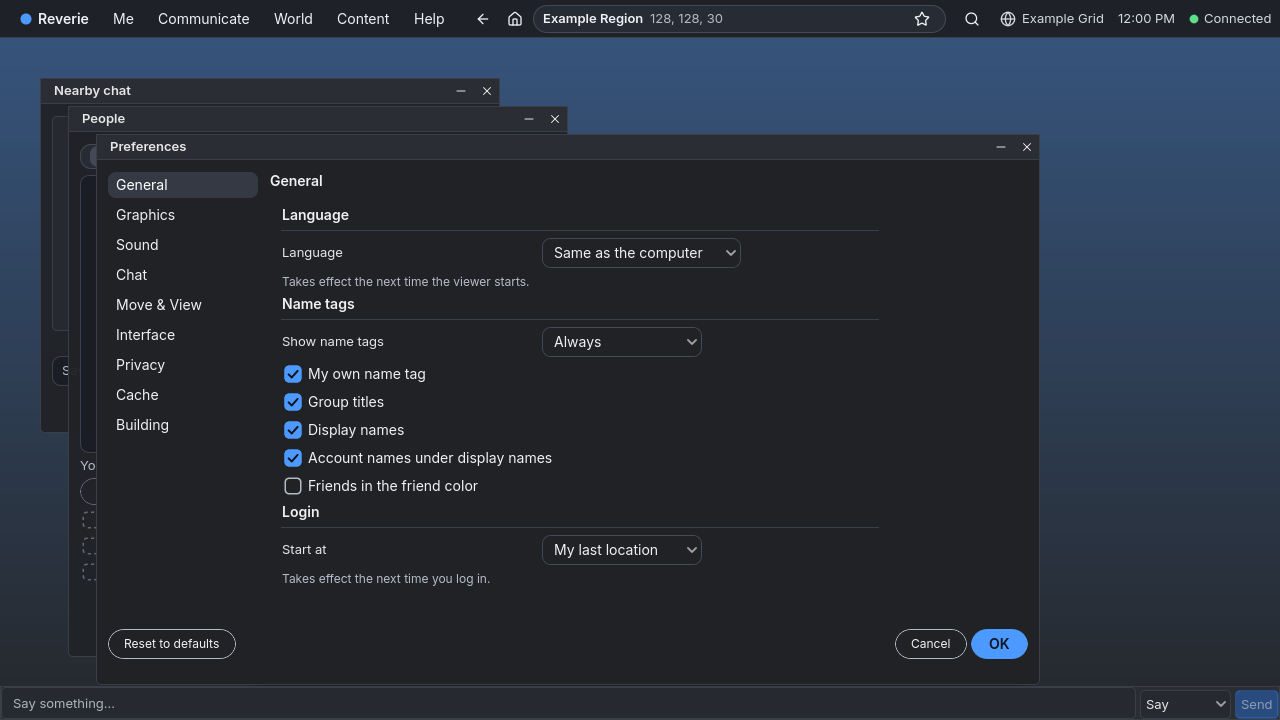 Reverie Me Communicate World Content Help Example Region 128, 128, 30 Example Grid 12:00 PM Connected
Nearby chat
People
Preferences
General
Graphics
Sound
Chat
Move & View
Interface
Privacy
Cache
Building
General
Language
Language Same as the computer
Takes effect the next time the viewer starts.
Name tags
Show name tags Always
My own name tag
Group titles
Display names
Account names under display names
Friends in the friend color
Login
Start at My last location
Takes effect the next time you log in.
Reset to defaults Cancel OK
Say something... Say Send